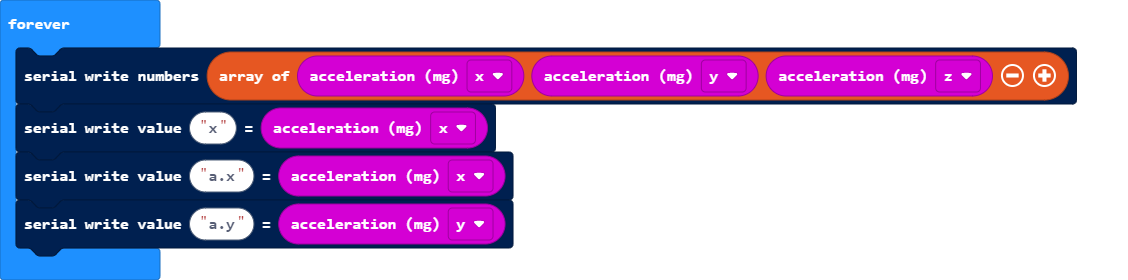 forever
serial write numbers array of acceleration (mg) x acceleration (mg) y acceleration (mg) z
serial write value "x" = acceleration (mg) x
serial write value "a.x" = acceleration (mg) x
serial write value "a.y" = acceleration (mg) y